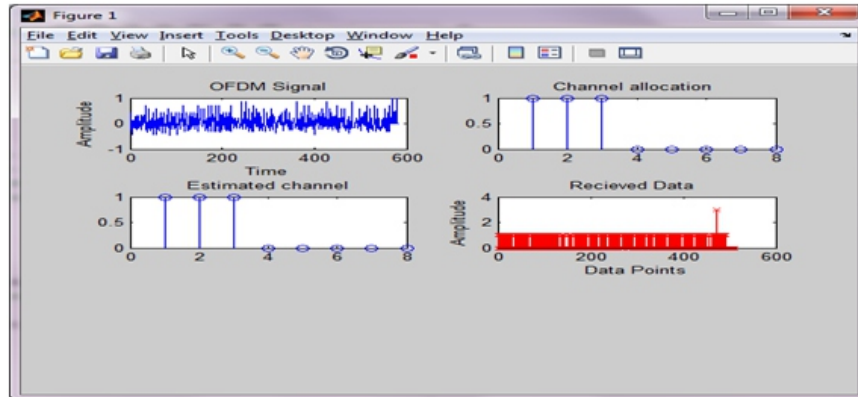 Figure 1
File Edit View Insert Tools Desktop Window Help
OFDM Signal
Amplitude
1
0
-1
0 200 400 600
Time
Channel allocation
1
0.5
0
0 2 4 6 8
Estimated channel
1
0.5
0
0 2 4 6 8
Recieved Data
Amplitude
4
2
0
0 200 400 600
Data Points